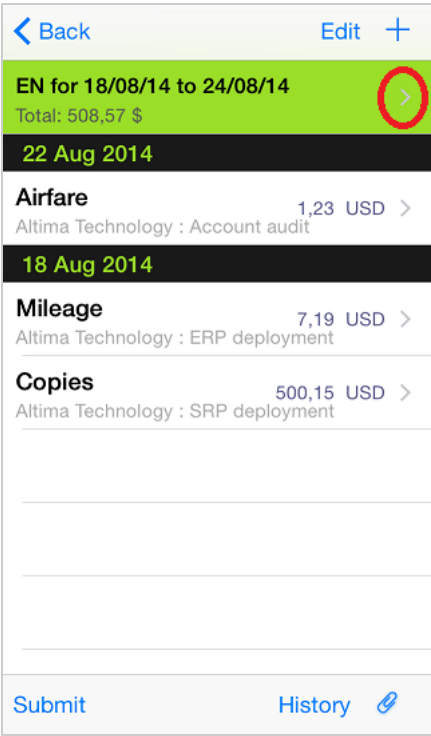 Back Edit
EN for 18/08/14 to 24/08/14
Total: 508,57 $
22 Aug 2014
Airfare
1,23 USD
Altima Technology : Account audit
18 Aug 2014
Mileage
7,19 USD
Altima Technology : ERP deployment
Copies
500,15 USD
Altima Technology : SRP deployment
Submit History